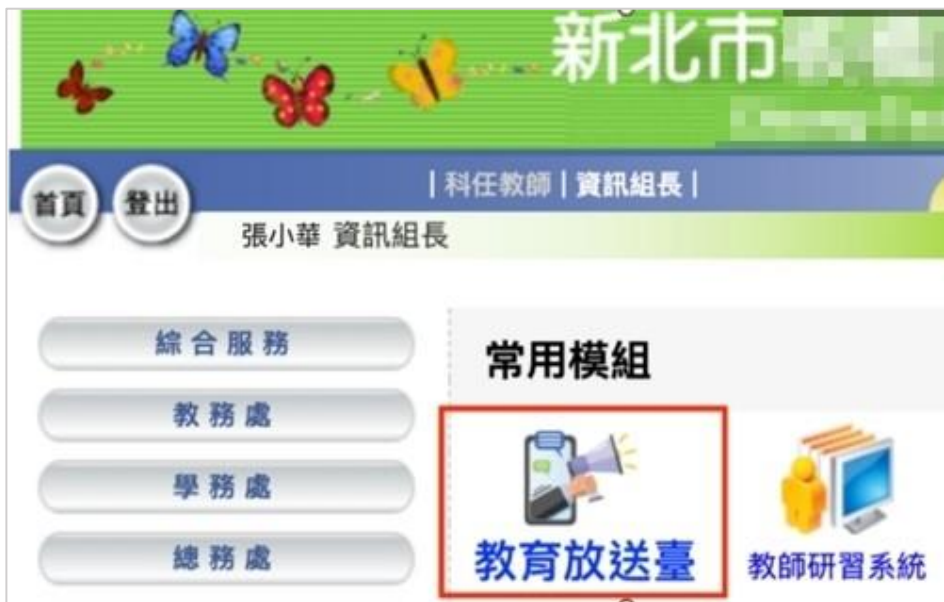 新北市
首頁
登出
|科任教師|資訊組長|
張小華 資訊組長
綜合服務
教務處
學務處
總務處
常用模組
教育放送臺
教師研習系統